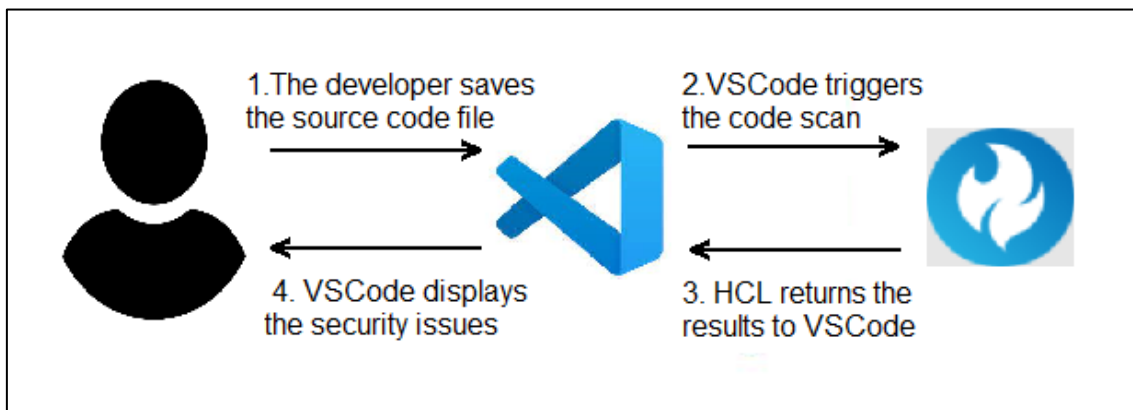 1.The developer saves
the source code file
2.VSCode triggers
the code scan
3. HCL returns the
results to VSCode
4. VSCode displays
the security issues